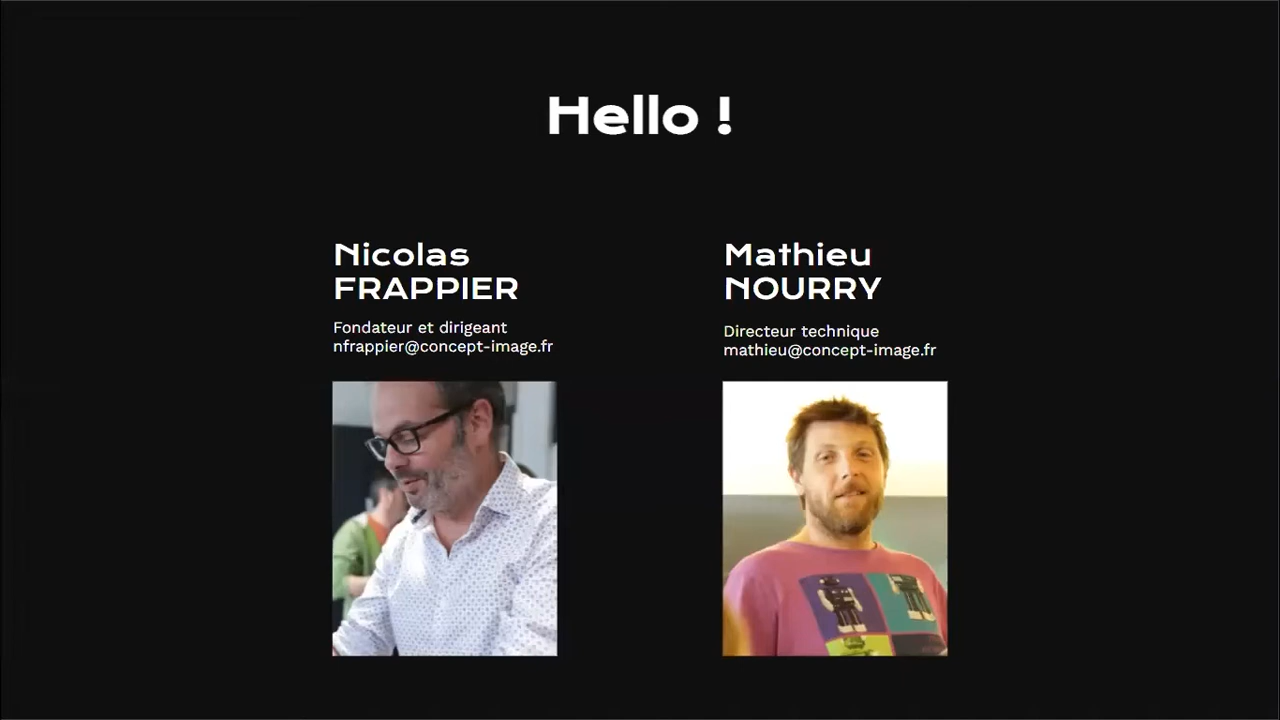 Hello !
Nicolas
FRAPPIER
Fondateur et dirigeant
nfrappier@concept-image.fr
Mathieu
NOURRY
Directeur technique
mathieu@concept-image.fr